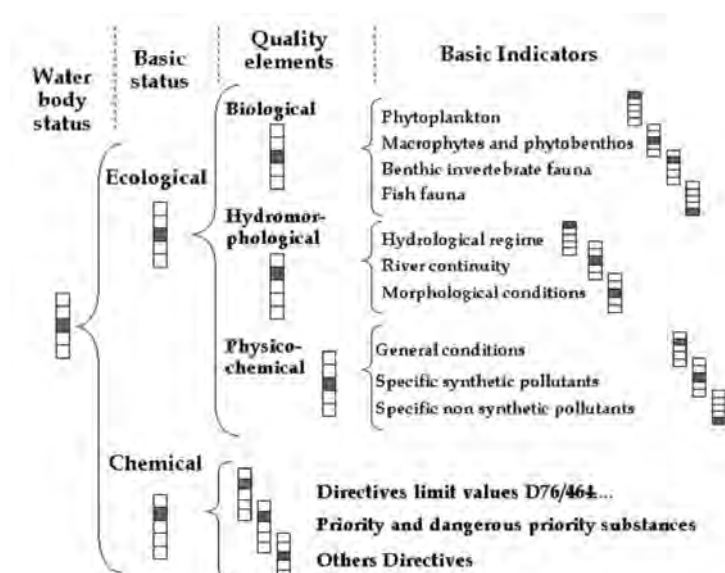 Water
body
status
Basic
status
Quality
elements
Basic Indicators
Ecological
Biological
Phytoplankton
Macrophytes and phytobenthos
Benthic invertebrate fauna
Fish fauna
Hydromor-
phological
Hydrological regime
River continuity
Morphological conditions
Physico-
chemical
General conditions
Specific synthetic pollutants
Specific non synthetic pollutants
Chemical
Directives limit values D76/464....
Priority and dangerous priority substances
Others Directives